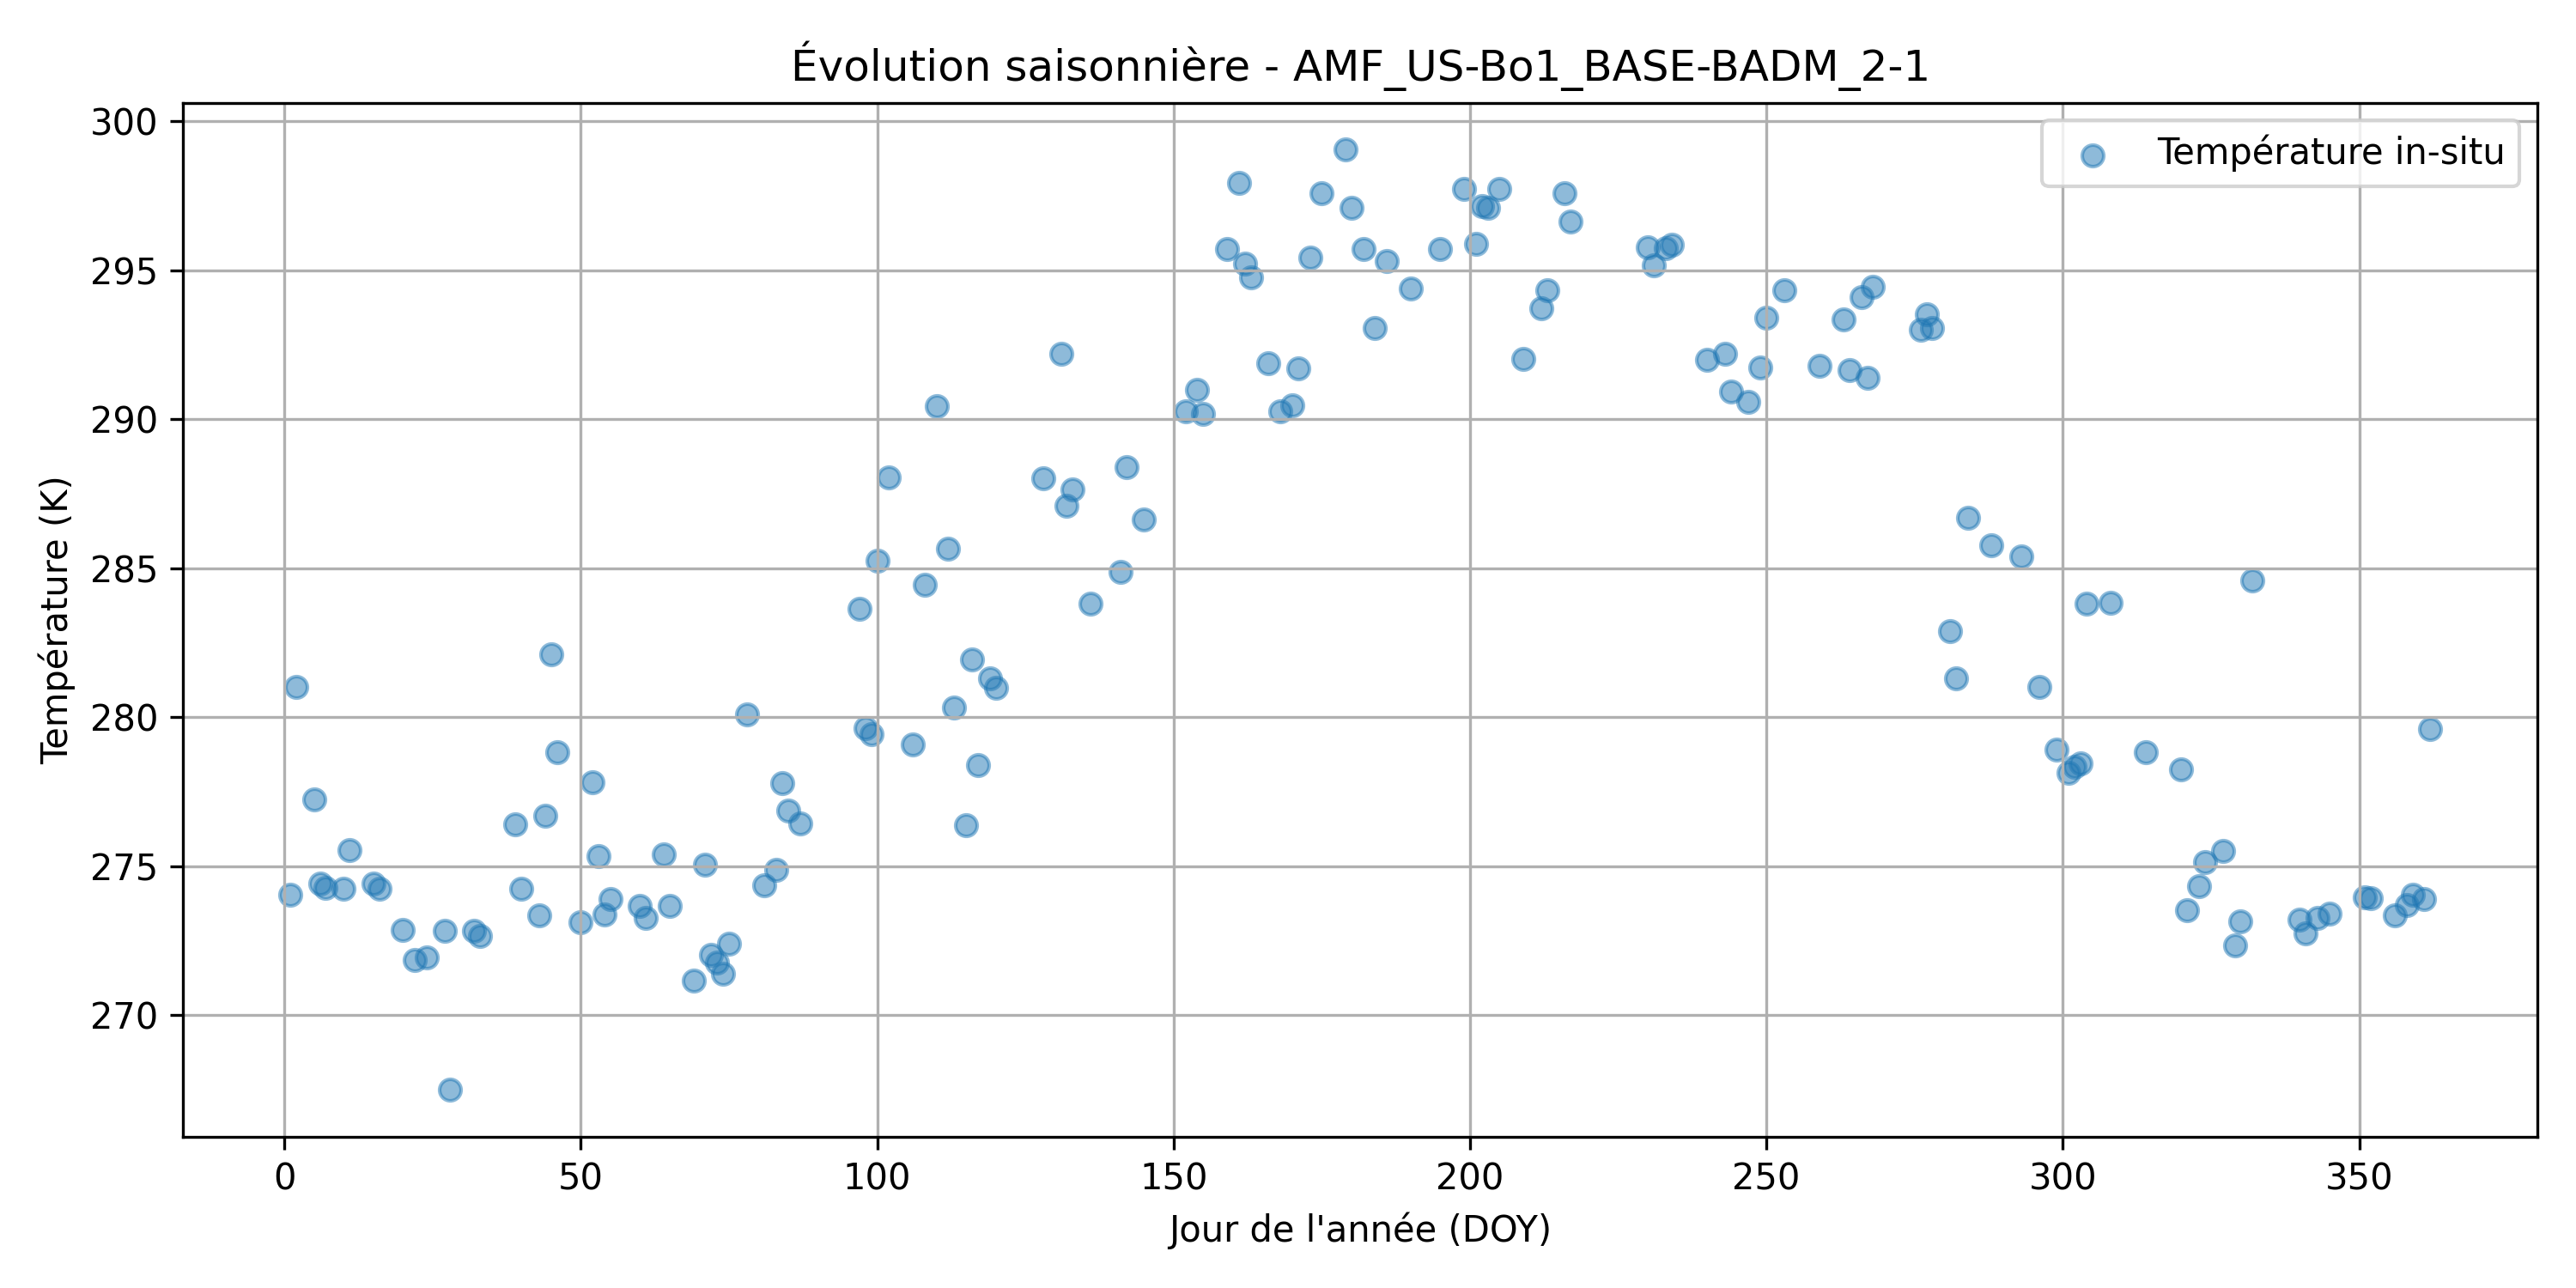 Évolution saisonnière - AMF_US-Bo1_BASE-BADM_2-1
Température in-situ
300
295
290
285
280
275
270
Température (K)
0 50 100 150 200 250 300 350
Jour de l'année (DOY)